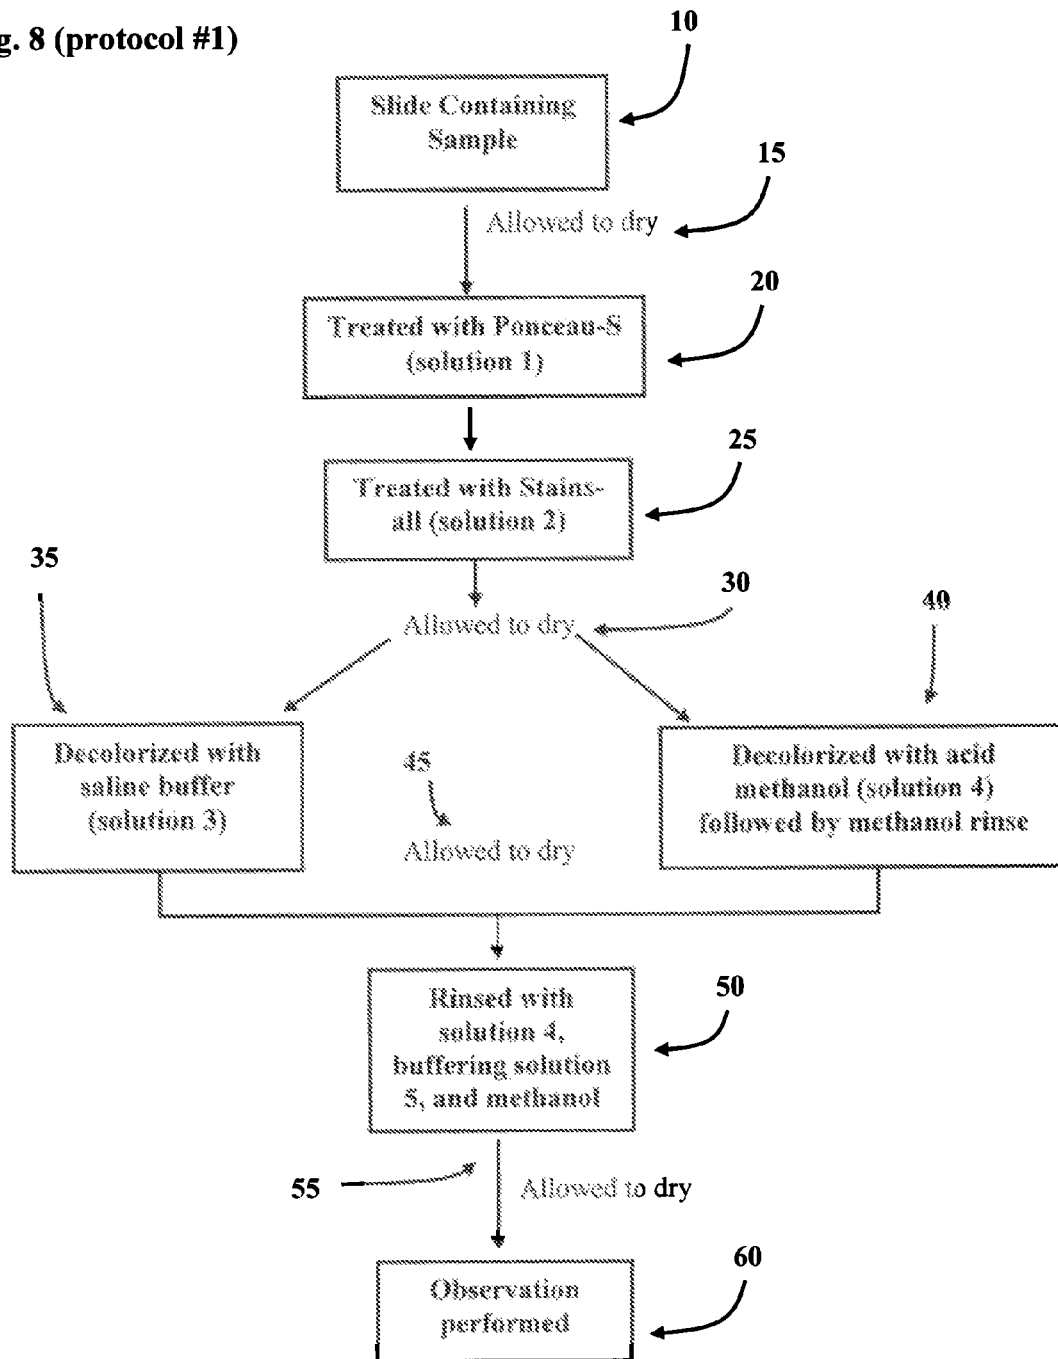 g. 8 (protocol #1)
10
Slide Containing
Sample
15
Allowed to dry
20
Treated with Ponceau-S
(solution 1)
25
Treated with Stains-
all (solution 2)
35
30
40
Allowed to dry
Decolorized with
saline buffer
(solution 3)
45
Allowed to dry
Decolorized with acid
methanol (solution 4)
followed by methanol rinse
50
Rinsed with
solution 4,
buffering solution
5, and methanol
55
Allowed to dry
60
Observation
performed